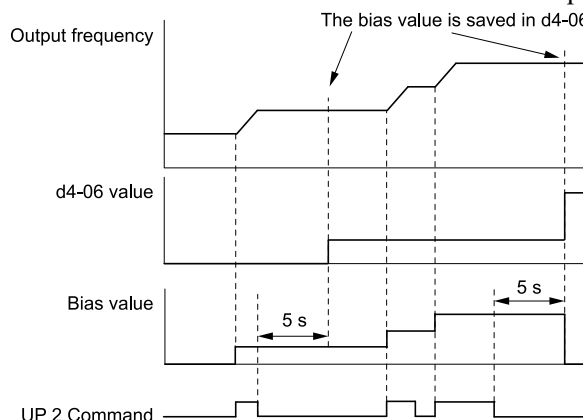 The bias value is saved in d4-06
Output frequency
d4-06 value
Bias value
5 s
5 s
UP 2 Command